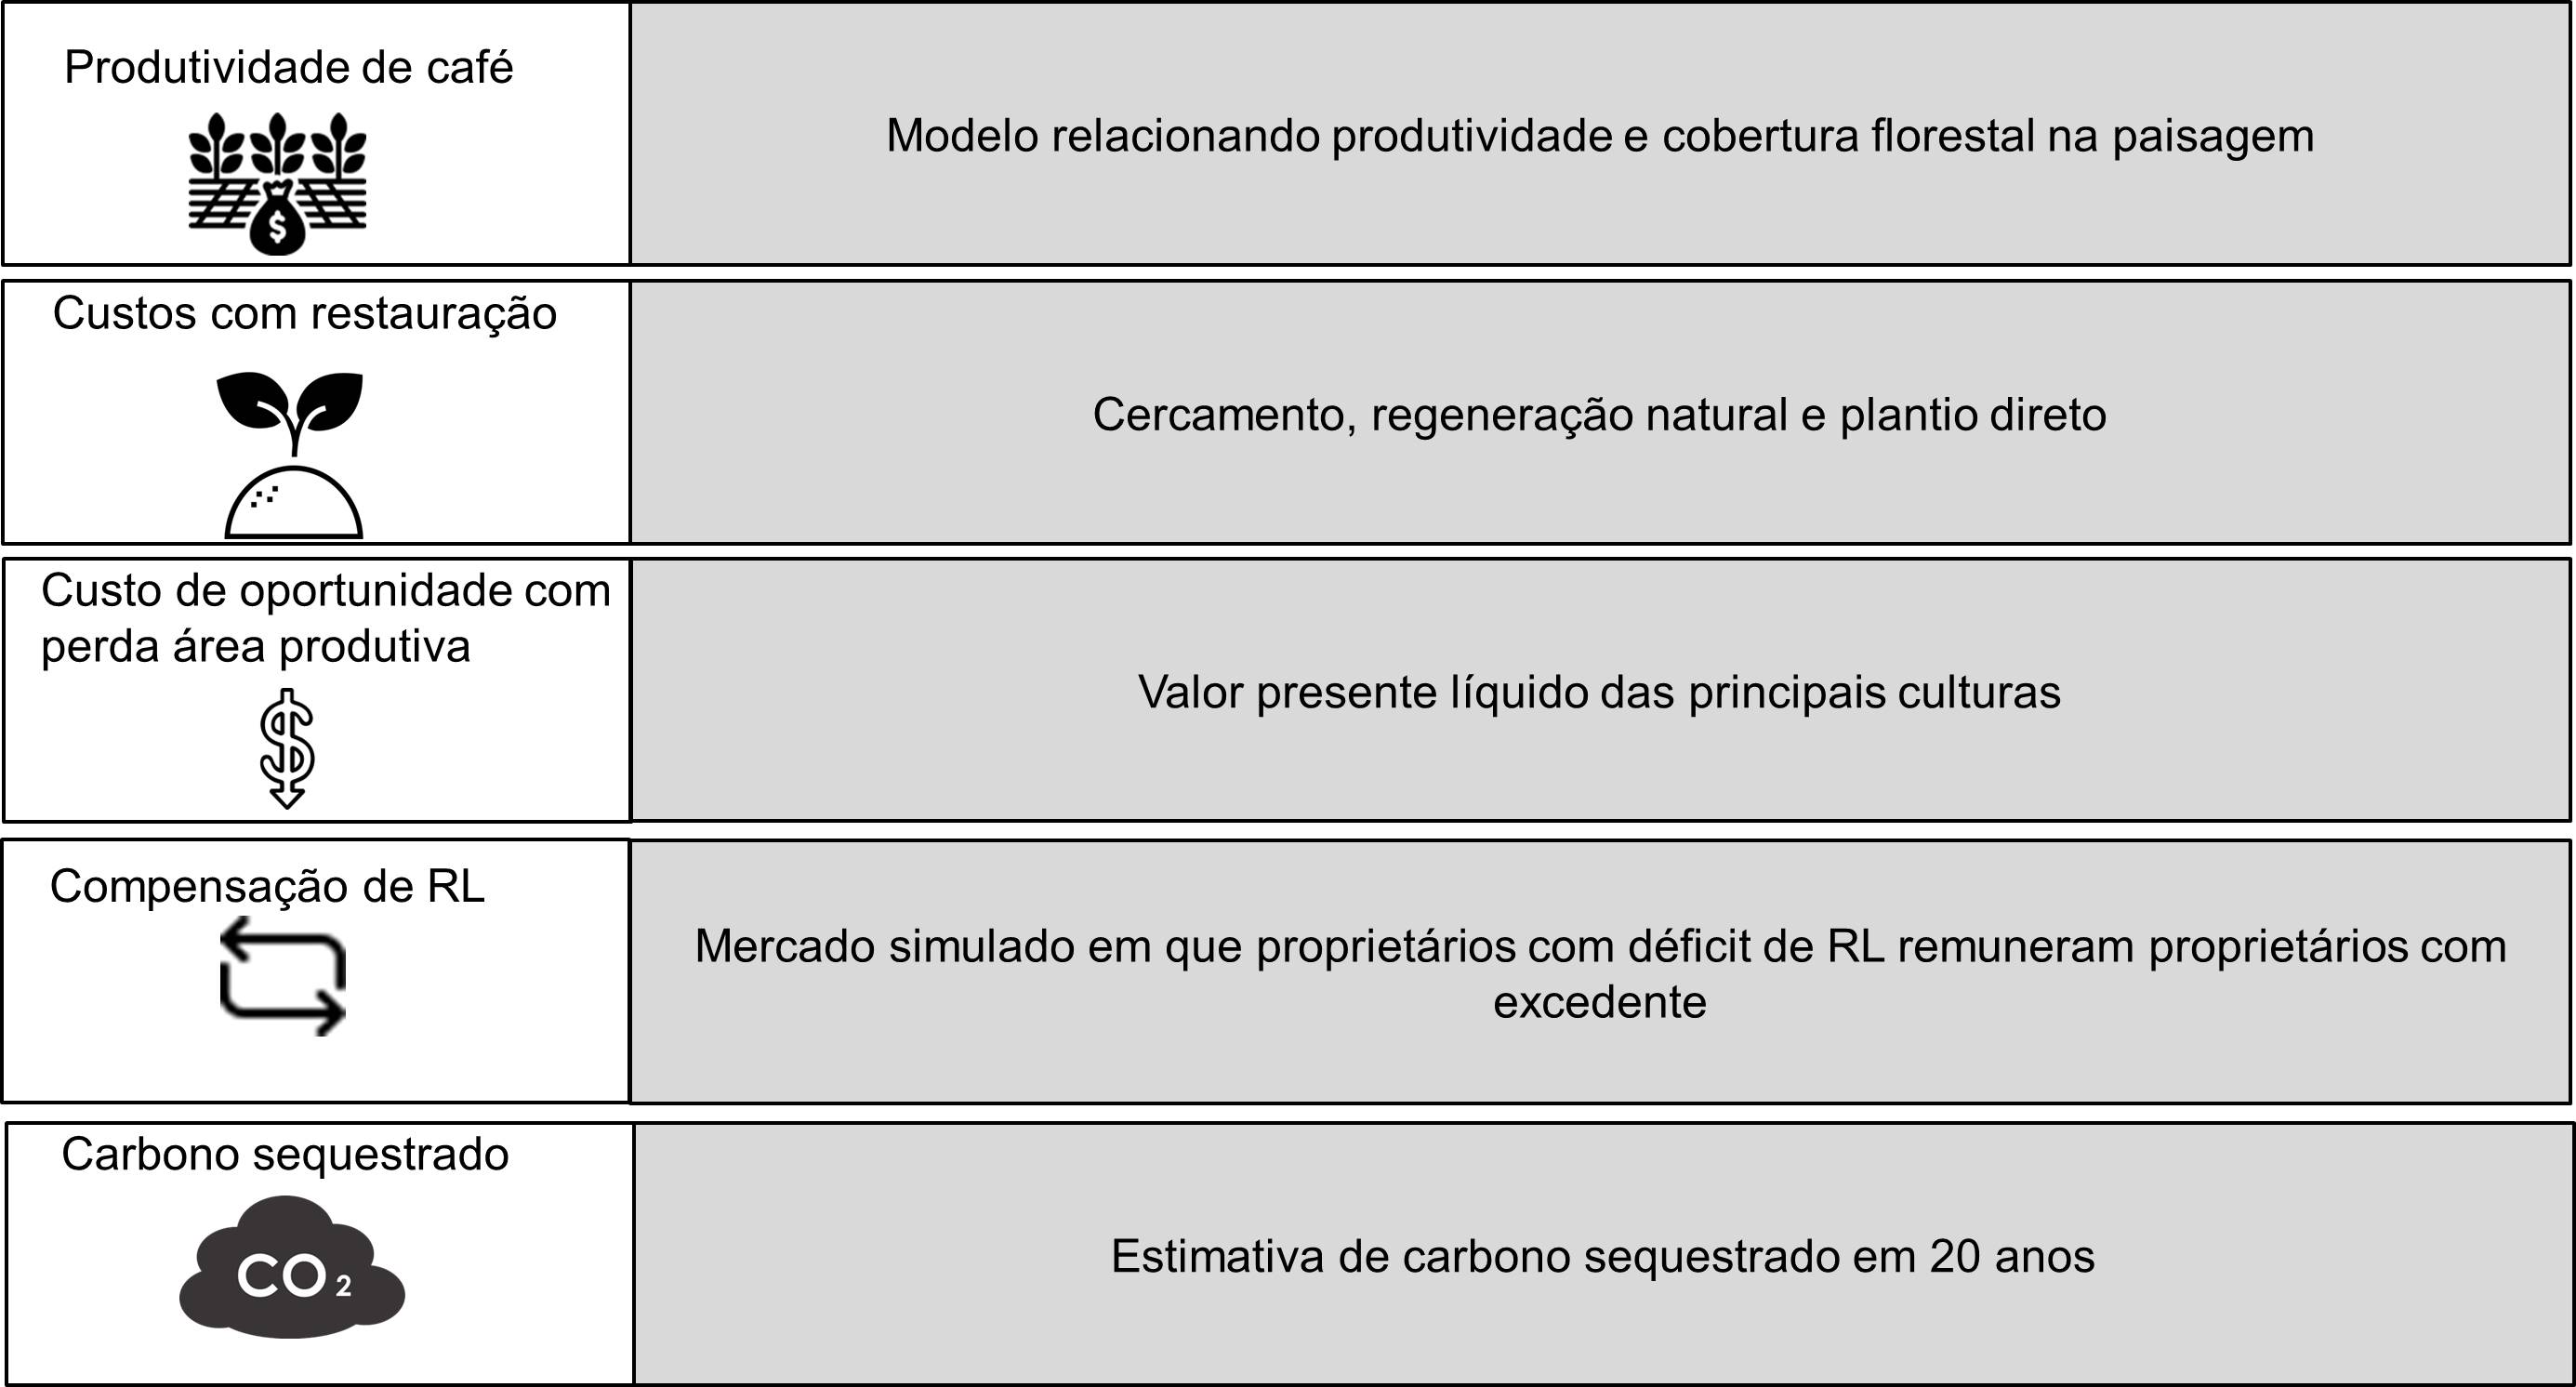 Produtividade de café
$
Modelo relacionando produtividade e cobertura florestal na paisagem
Custos com restauração
Cercamento, regeneração natural e plantio direto
Custo de oportunidade com
perda área produtiva
$
Valor presente líquido das principais culturas
Compensação de RL
Mercado simulado em que proprietários com déficit de RL remuneram proprietários com
excedente
Carbono sequestrado
CO₂
Estimativa de carbono sequestrado em 20 anos